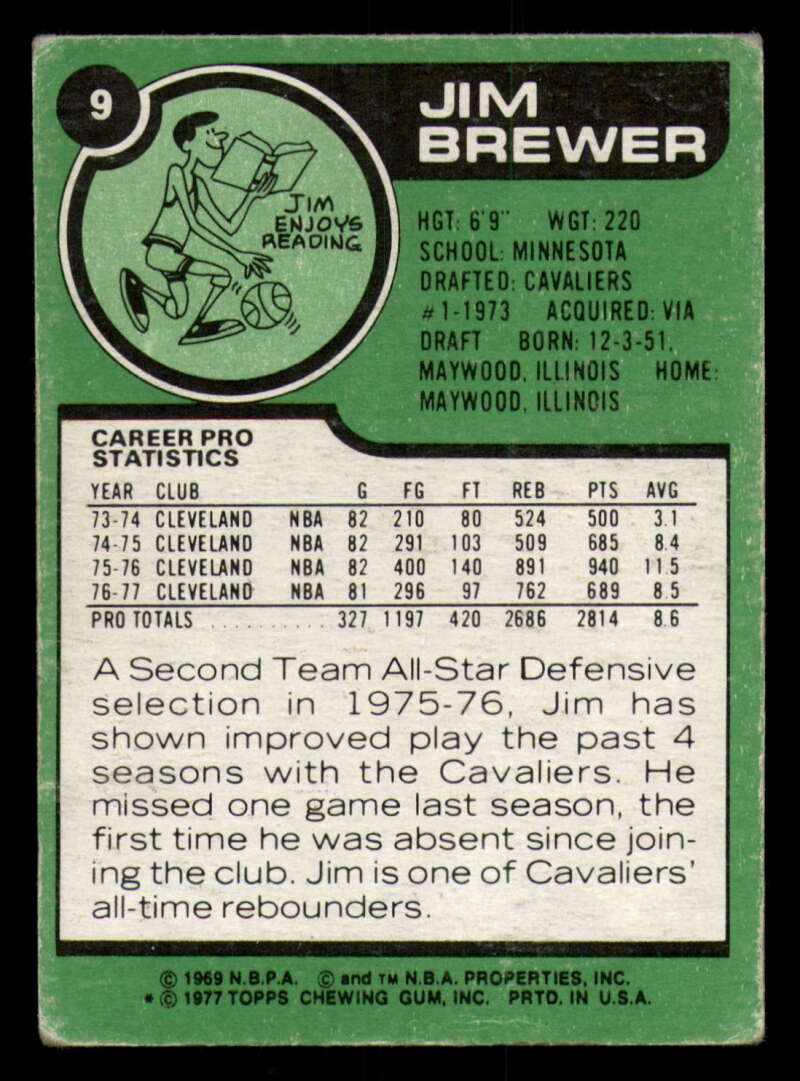 9
JIM
BREWER
JIM
ENJOYS
READING
HGT: 6'9" WGT: 220
SCHOOL: MINNESOTA
DRAFTED: CAVALIERS
#1-1973 ACQUIRED: VIA
DRAFT BORN: 12-3-51,
MAYWOOD, ILLINOIS HOME:
MAYWOOD, ILLINOIS
CAREER PRO
STATISTICS
YEAR CLUB G FG FT REB PTS AVG
73-74 CLEVELAND NBA 82 210 80 524 500 3.1
74-75 CLEVELAND NBA 82 291 103 509 685 8.4
75-76 CLEVELAND NBA 82 400 140 891 940 11.5
76-77 CLEVELAND NBA 81 296 97 762 689 8.5
PRO TOTALS .......... 327 1197 420 2686 2814 8.6
A Second Team All-Star Defensive
selection in 1975-76, Jim has
shown improved play the past 4
seasons with the Cavaliers. He
missed one game last season, the
first time he was absent since join-
ing the club. Jim is one of Cavaliers'
all-time rebounders.
© 1969 N.B.P.A. © and TM N.B.A. PROPERTIES, INC.
* © 1977 TOPPS CHEWING GUM, INC. PRTD. IN U.S.A.